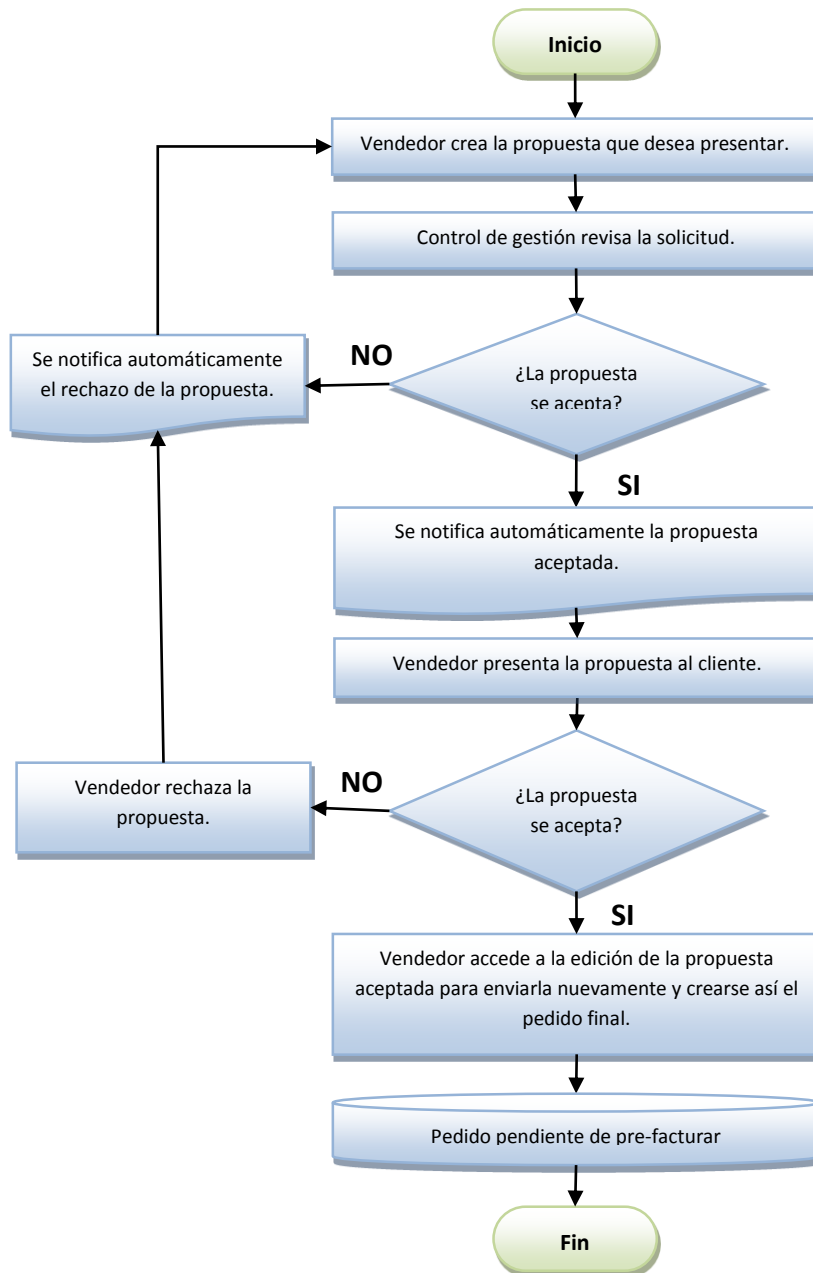 Inicio
Vendedor crea la propuesta que desea presentar.
Control de gestión revisa la solicitud.
Se notifica automáticamente
el rechazo de la propuesta.
NO
¿La propuesta
se acepta?
SI
Se notifica automáticamente la propuesta
aceptada.
Vendedor presenta la propuesta al cliente.
Vendedor rechaza la
propuesta.
NO
¿La propuesta
se acepta?
SI
Vendedor accede a la edición de la propuesta
aceptada para enviarla nuevamente y crearse así el
pedido final.
Pedido pendiente de pre-facturar
Fin